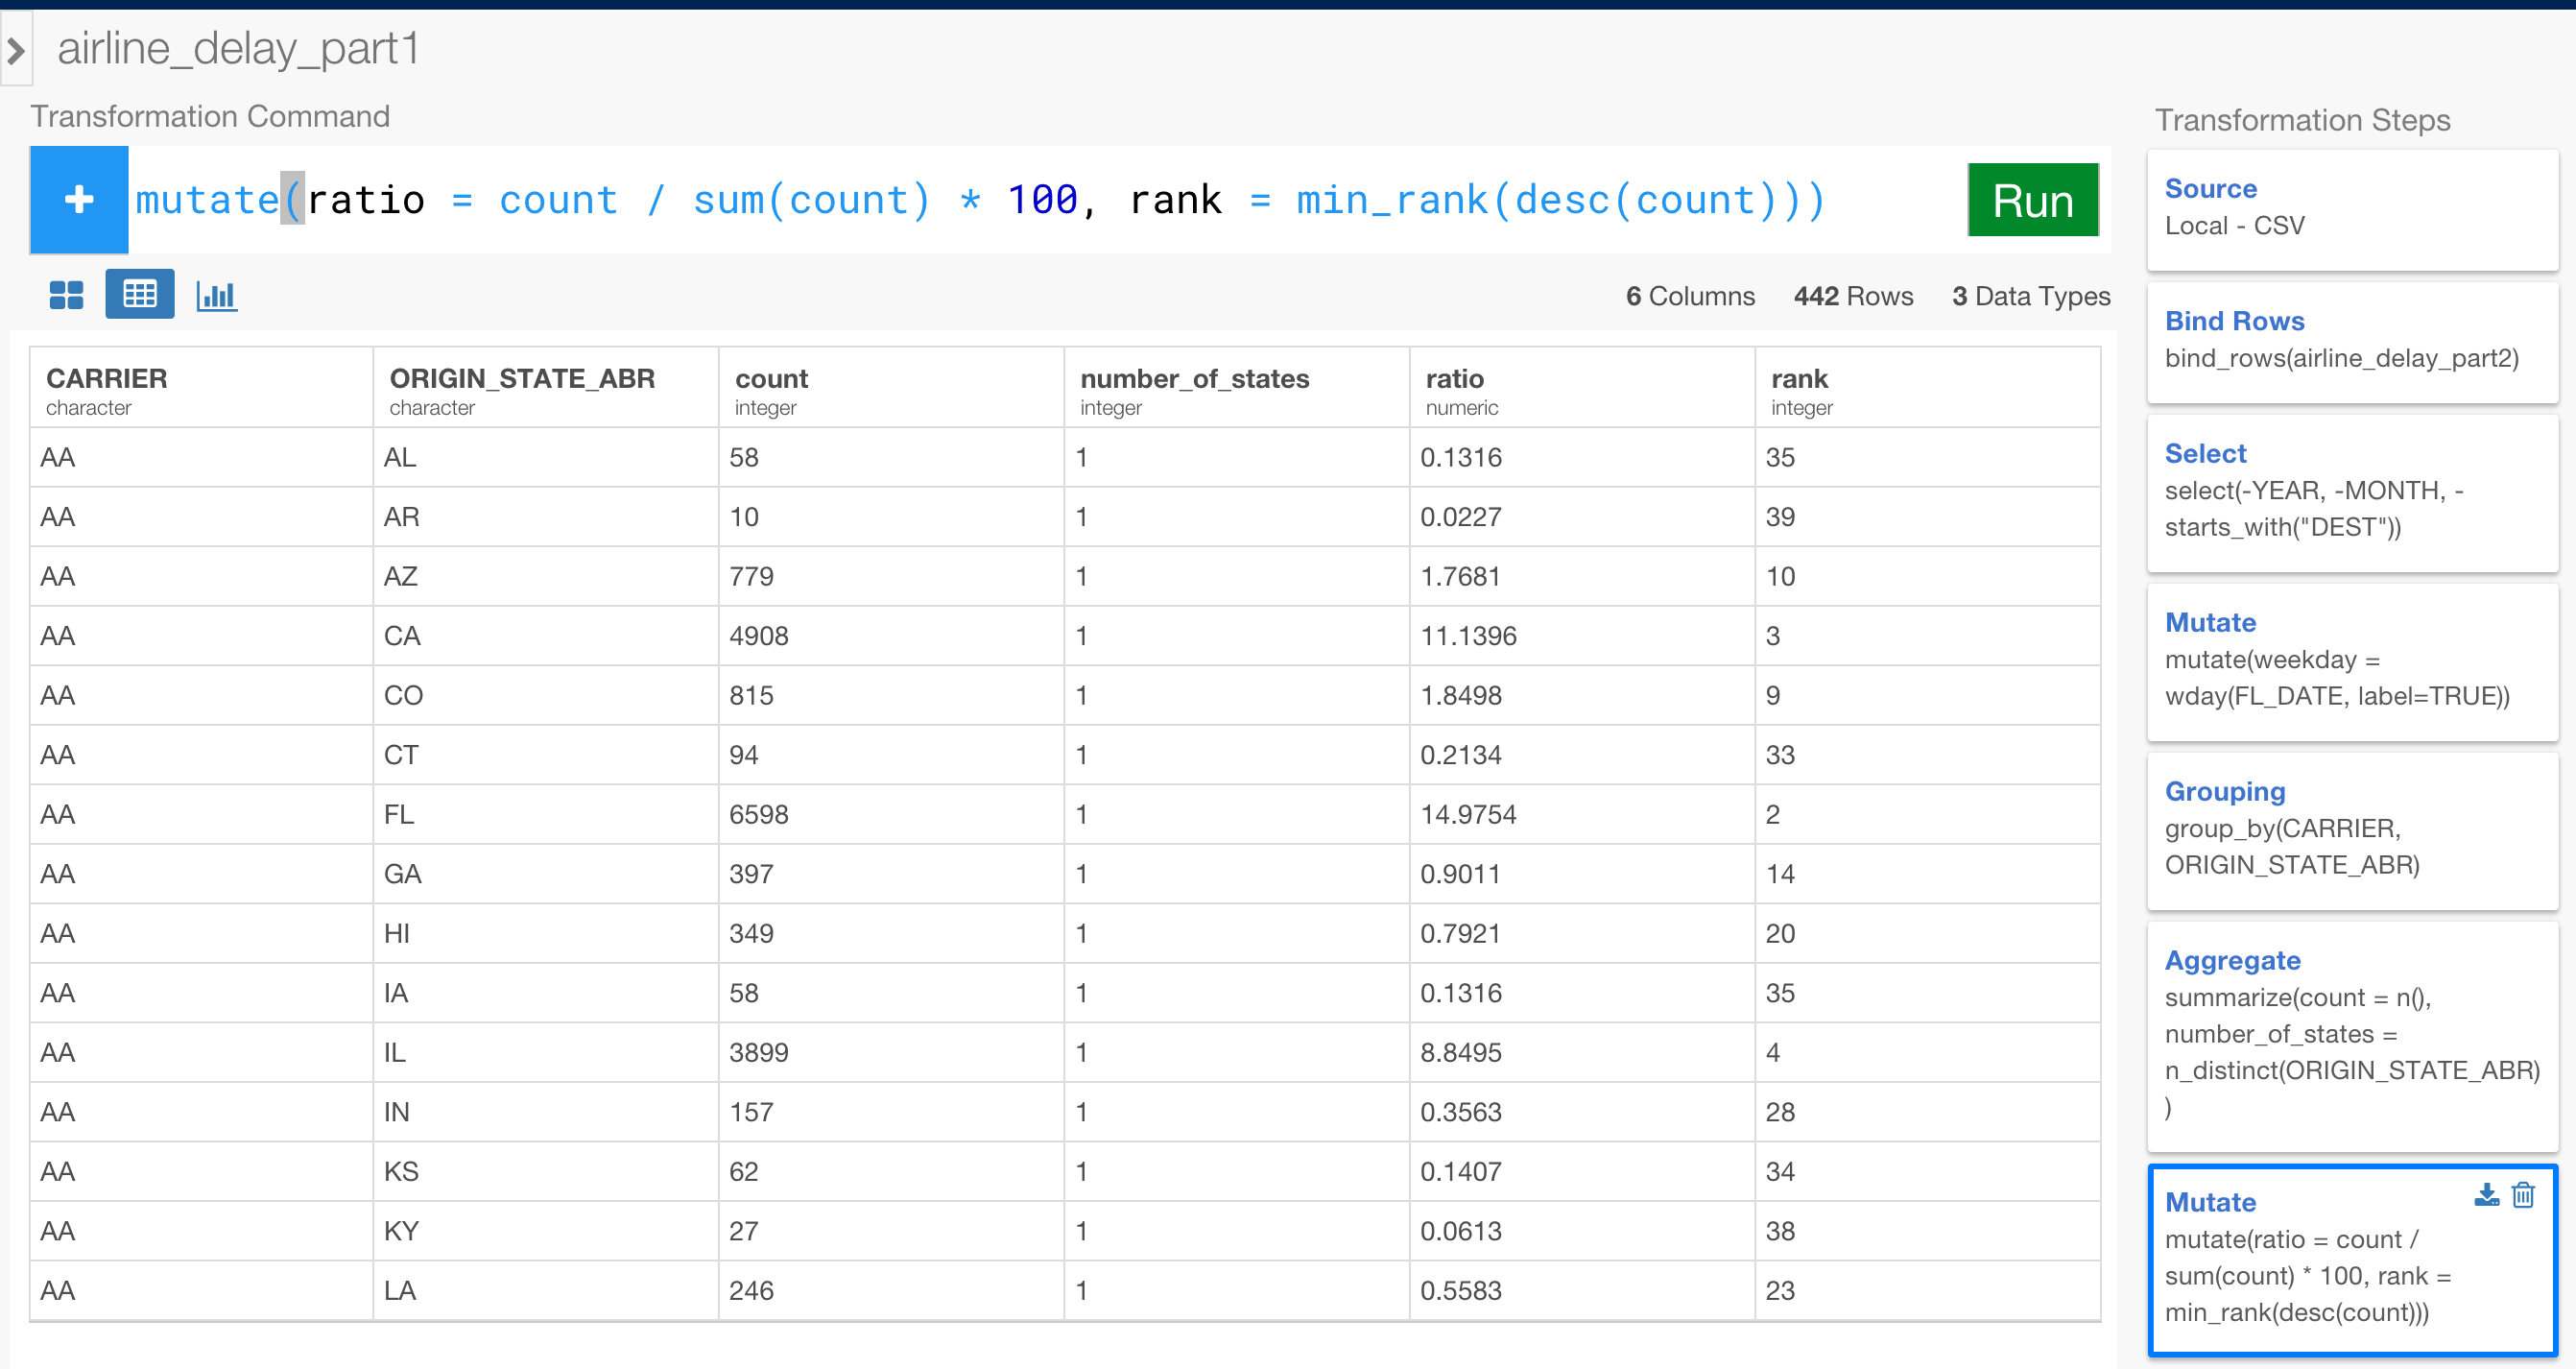 airline_delay_part1
Transformation Command
mutate(ratio = count / sum(count) * 100, rank = min_rank(desc(count)))
Run
6 Columns 442 Rows 3 Data Types
CARRIER ORIGIN_STATE_ABR count number_of_states ratio rank
character character integer integer numeric integer
AA AL 58 1 0.1316 35
AA AR 10 1 0.0227 39
AA AZ 779 1 1.7681 10
AA CA 4908 1 11.1396 3
AA CO 815 1 1.8498 9
AA CT 94 1 0.2134 33
AA FL 6598 1 14.9754 2
AA GA 397 1 0.9011 14
AA HI 349 1 0.7921 20
AA IA 58 1 0.1316 35
AA IL 3899 1 8.8495 4
AA IN 157 1 0.3563 28
AA KS 62 1 0.1407 34
AA KY 27 1 0.0613 38
AA LA 246 1 0.5583 23
Transformation Steps
Source
Local - CSV
Bind Rows
bind_rows(airline_delay_part2)
Select
select(-YEAR, -MONTH, -
starts_with("DEST"))
Mutate
mutate(weekday =
wday(FL_DATE, label=TRUE))
Grouping
group_by(CARRIER,
ORIGIN_STATE_ABR)
Aggregate
summarize(count = n(),
number_of_states =
n_distinct(ORIGIN_STATE_ABR)
)
Mutate
mutate(ratio = count /
sum(count) * 100, rank =
min_rank(desc(count)))